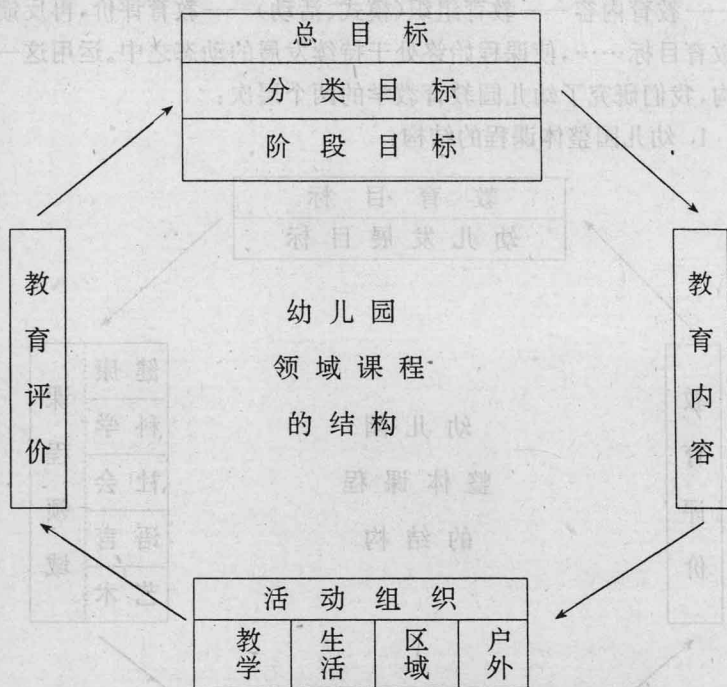 总目标
分类目标
阶段目标
教育评价
幼儿园
领域课程
的结构
教育内容
活动组织
教学
生活
区域
户外